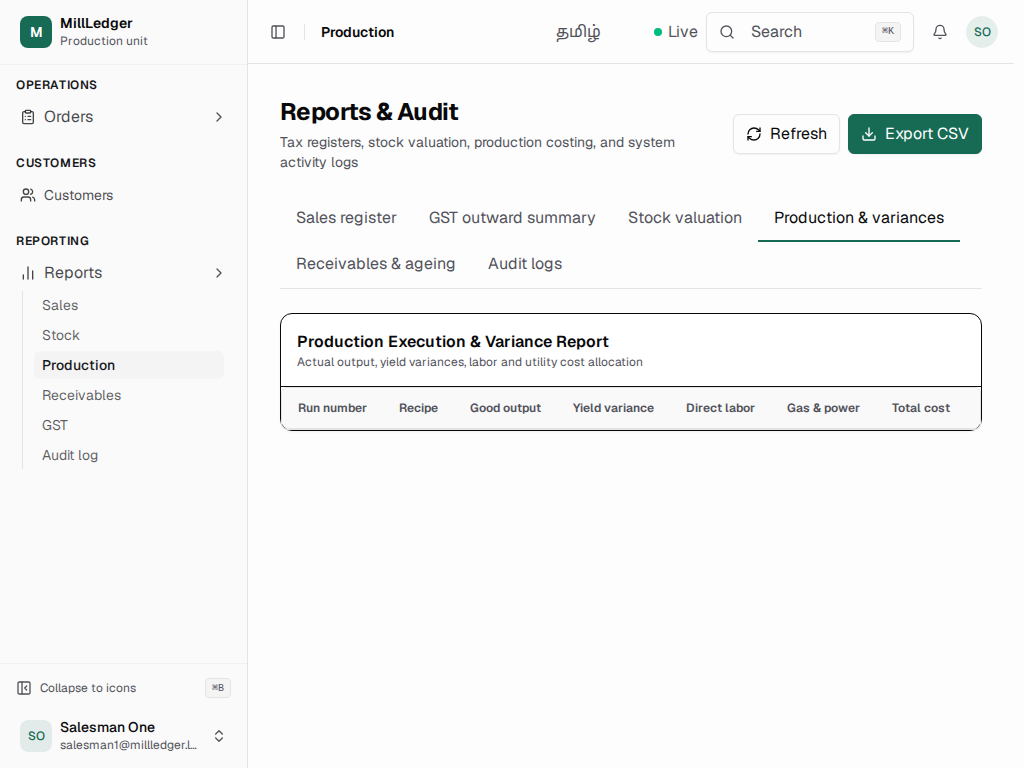 M
MillLedger
Production unit
OPERATIONS
Orders
CUSTOMERS
Customers
REPORTING
Reports
Sales
Stock
Production
Receivables
GST
Audit log
Collapse to icons
⌘B
SO
Salesman One
salesman1@millledger.l...
Production
தமிழ்
Live
Search
⌘K
SO
Reports & Audit
Tax registers, stock valuation, production costing, and system
activity logs
Refresh
Export CSV
Sales register
GST outward summary
Stock valuation
Production & variances
Receivables & ageing
Audit logs
Production Execution & Variance Report
Actual output, yield variances, labor and utility cost allocation
Run number
Recipe
Good output
Yield variance
Direct labor
Gas & power
Total cost